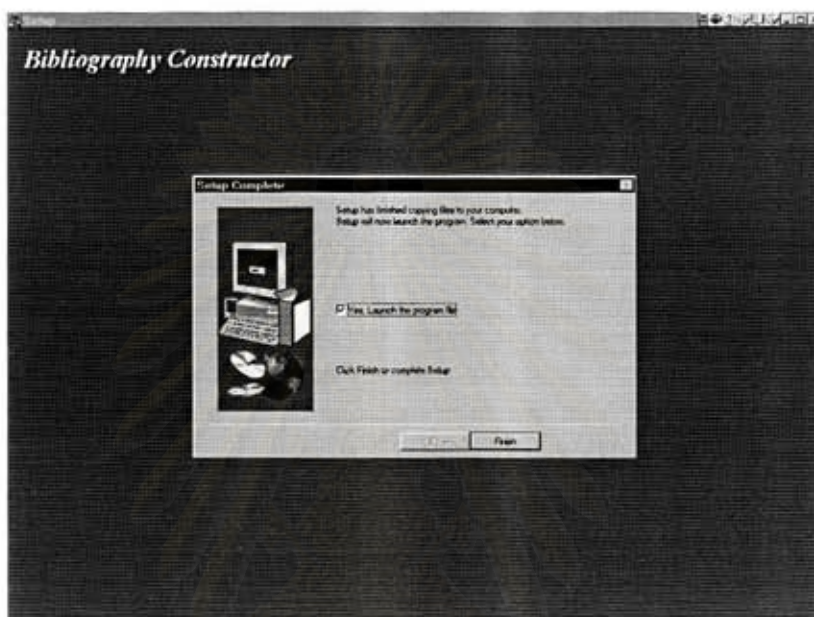 Setup
Bibliography Constructor
Setup Complete
Setup has finished copying files to your computer.
Setup will now launch the program. Select your option below.
Yes, Launch the program file
Click Finish to complete Setup
Finish